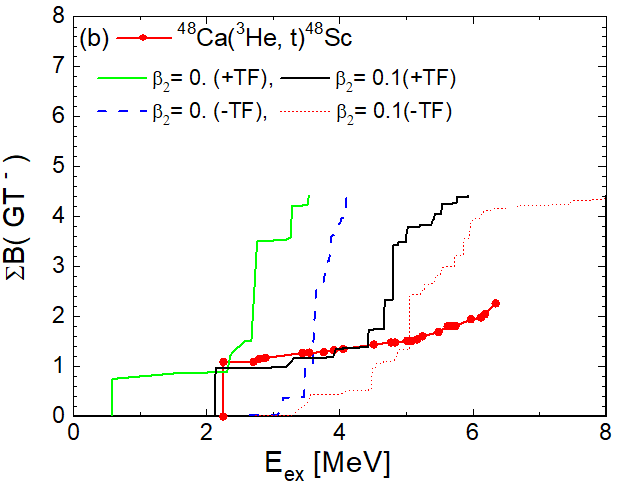 (b) ⁴⁸Ca(³He, t)⁴⁸Sc
β₂= 0. (+TF), β₂= 0.1(+TF)
β₂= 0. (-TF), β₂= 0.1(-TF)
ΣB( GT⁻ )
8
7
6
5
4
3
2
1
0
0 2 4 6 8
E_ex [MeV]